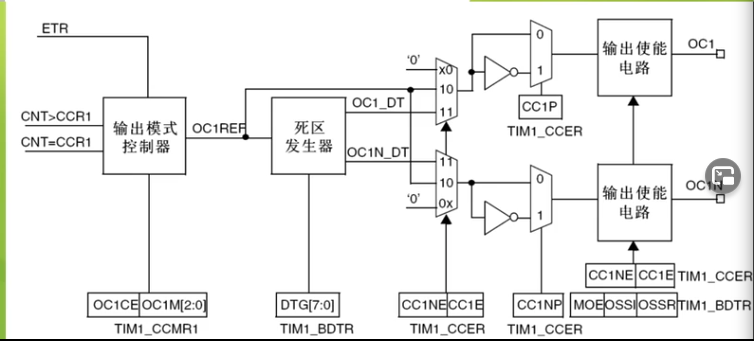 ETR
CNT>CCR1
CNT=CCR1
输出模式
控制器
OC1REF
死区
发生器
OC1_DT
OC1N_DT
'0'
x0
10
11
11
10
0x
'0'
0
1
CC1P
TIM1_CCER
0
1
输出使能
电路
OC1
输出使能
电路
OC1N
OC1CE OC1M[2:0]
TIM1_CCMR1
DTG[7:0]
TIM1_BDTR
CC1NE CC1E
TIM1_CCER
CC1NP
TIM1_CCER
CC1NE CC1E TIM1_CCER
MOE OSSI OSSR TIM1_BDTR